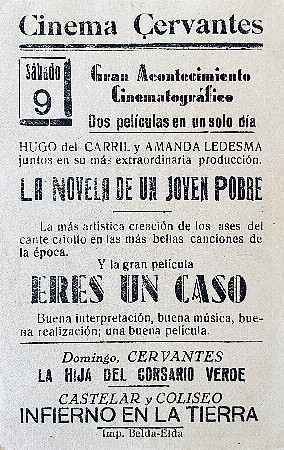 Cinema Cervantes
Sábado
9
Gran Acontecimiento
Cinematográfico
Dos películas en un solo día
HUGO del CARRIL y AMANDA LEDESMA
juntos en su más extraordinaria producción.
LA NOVELA DE UN JOVEN POBRE
La más artística creación de los ases del
cante criollo en las más bellas canciones de
la época.
Y la gran película
ERES UN CASO
Buena interpretación, buena música, bue-
na realización; una buena película.
Domingo, CERVANTES
LA HIJA DEL CORSARIO VERDE
CASTELAR y COLISEO
INFIERNO EN LA TIERRA
Imp. Belda-Elda